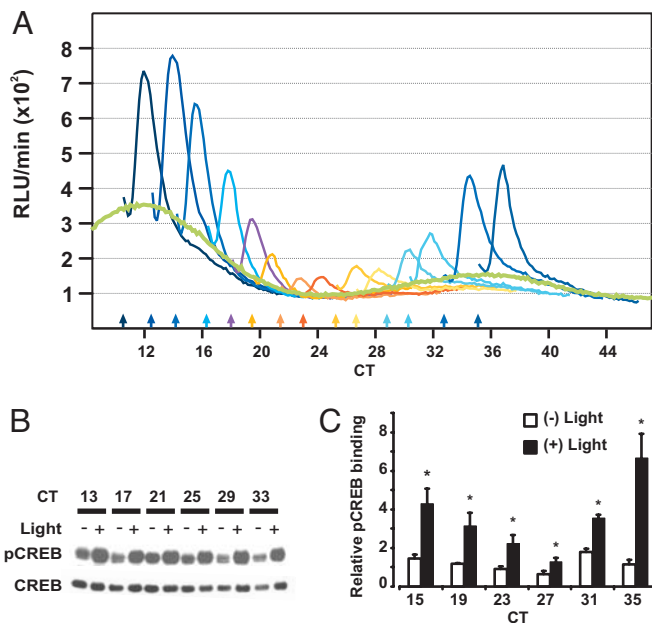 A
RLU/min (x10²)
8
7
6
5
4
3
2
1
12 16 20 24 28 32 36 40 44
CT
B
CT 13 17 21 25 29 33
Light - + - + - + - + - + - +
pCREB
CREB
C
(-) Light
(+) Light
Relative pCREB binding
8
6
4
2
0
* * * * * *
15 19 23 27 31 35
CT